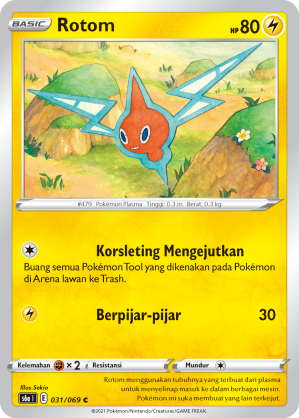 BASIC Rotom HP80
#479 Pokémon Plasma Tinggi: 0.3 m Berat: 0.3 kg
Korsleting Mengejutkan
Buang semua Pokémon Tool yang dikenakan pada Pokémon
di Arena lawan ke Trash.
Berpijar-pijar 30
Kelemahan ×2 Resistansi Mundur
Illus. Sekio
s6a I E 031/069 C
Rotom menggunakan tubuhnya yang terbuat dari plasma
untuk menyelinap masuk ke dalam berbagai barang elektronik.
Pokémon ini suka membuat yang lain terkejut.
©2021 Pokémon/Nintendo/Creatures/GAME FREAK.